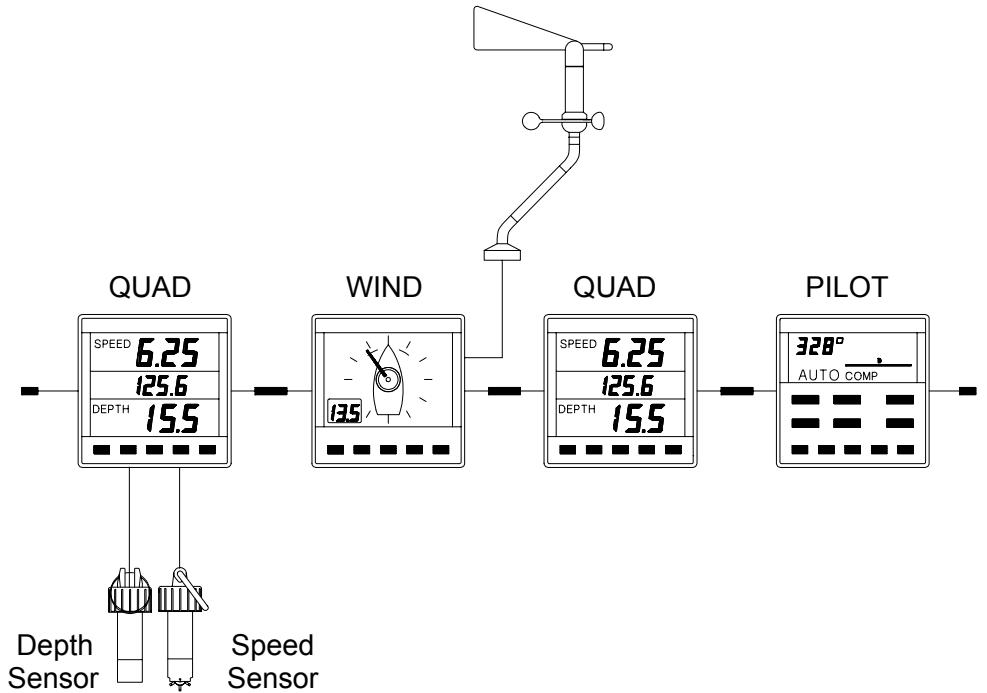 QUAD
WIND
QUAD
PILOT
SPEED 6.25
125.6
DEPTH 15.5
13.5
SPEED 6.25
125.6
DEPTH 15.5
328°
AUTO COMP
Depth
Sensor
Speed
Sensor